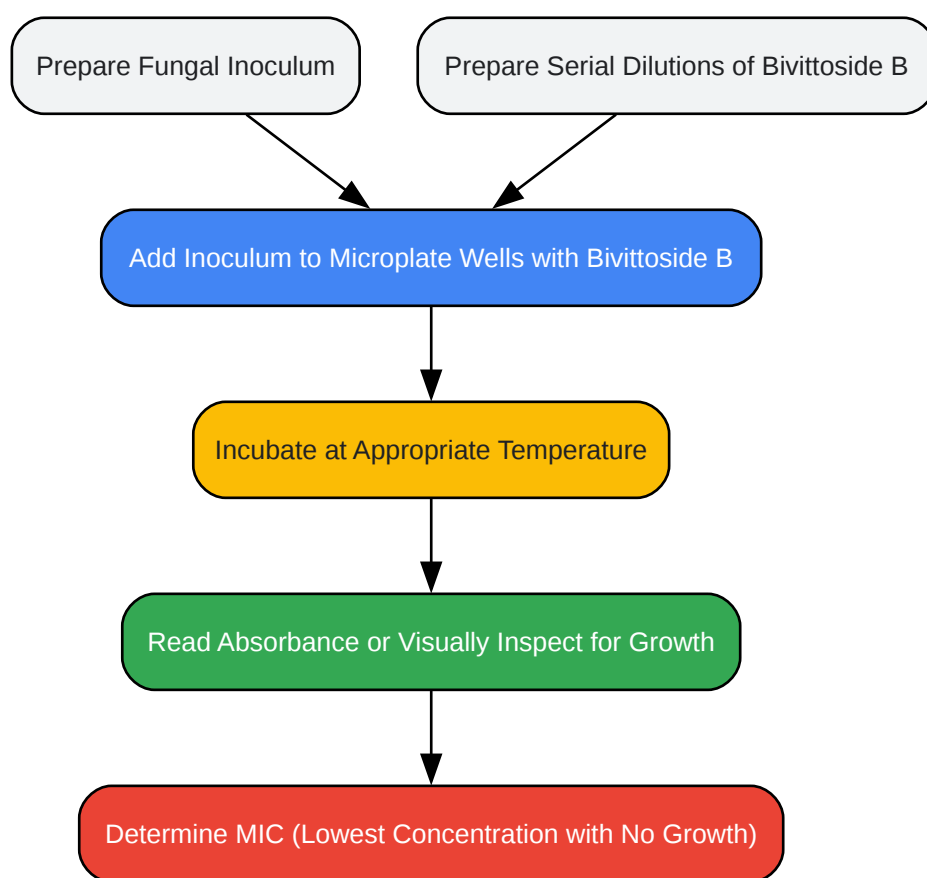 Prepare Fungal Inoculum
Prepare Serial Dilutions of Bivittoside B
Add Inoculum to Microplate Wells with Bivittoside B
Incubate at Appropriate Temperature
Read Absorbance or Visually Inspect for Growth
Determine MIC (Lowest Concentration with No Growth)